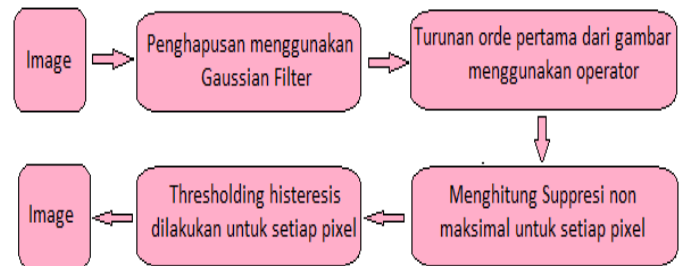 Image
Penghapusan menggunakan
Gaussian Filter
Turunan orde pertama dari gambar
menggunakan operator
Menghitung Suppresi non
maksimal untuk setiap pixel
Thresholding histeresis
dilakukan untuk setiap pixel
Image